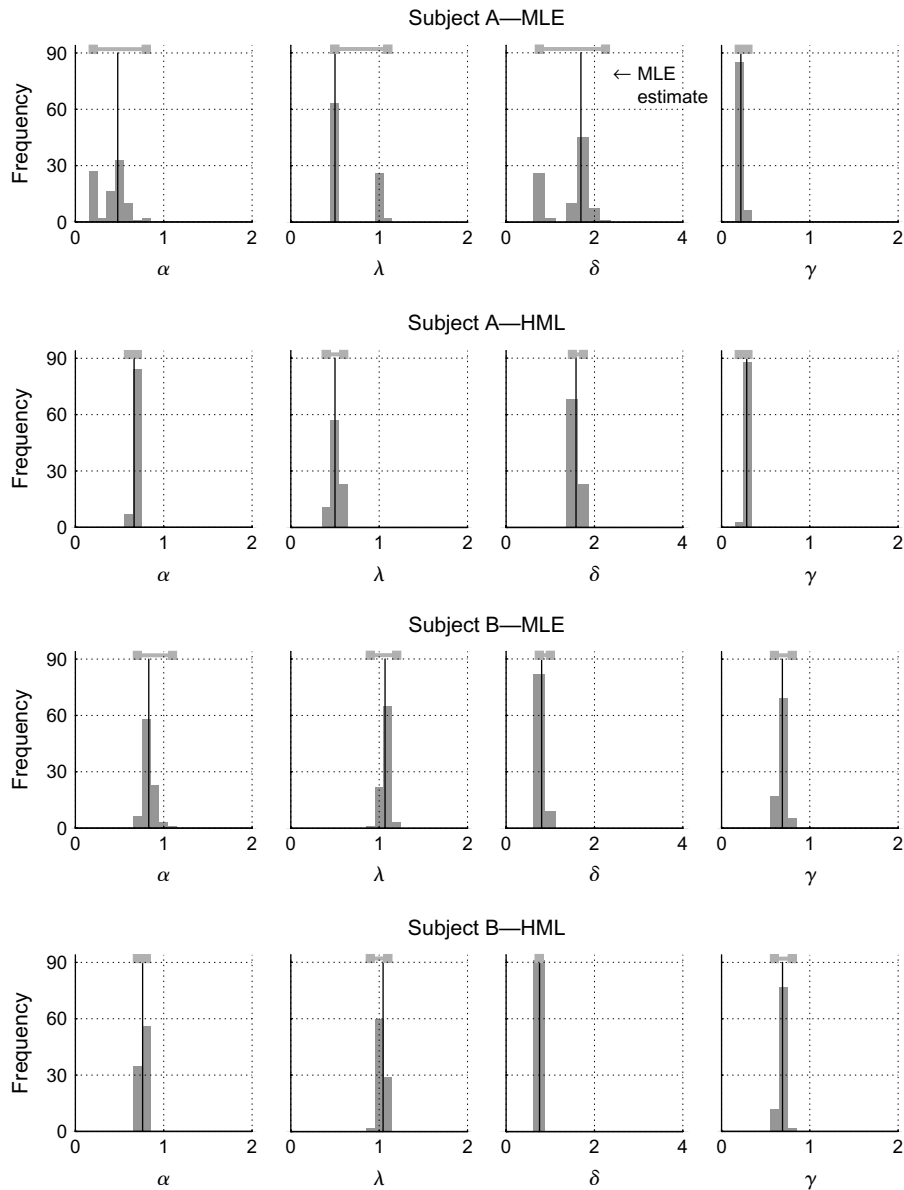 Subject A—MLE
Frequency
90
60
30
0
← MLE
estimate
0 1 2
0 1 2
0 2 4
0 1 2
α λ δ γ
Subject A—HML
Frequency
90
60
30
0
0 1 2
0 1 2
0 2 4
0 1 2
α λ δ γ
Subject B—MLE
Frequency
90
60
30
0
0 1 2
0 1 2
0 2 4
0 1 2
α λ δ γ
Subject B—HML
Frequency
90
60
30
0
0 1 2
0 1 2
0 2 4
0 1 2
α λ δ γ